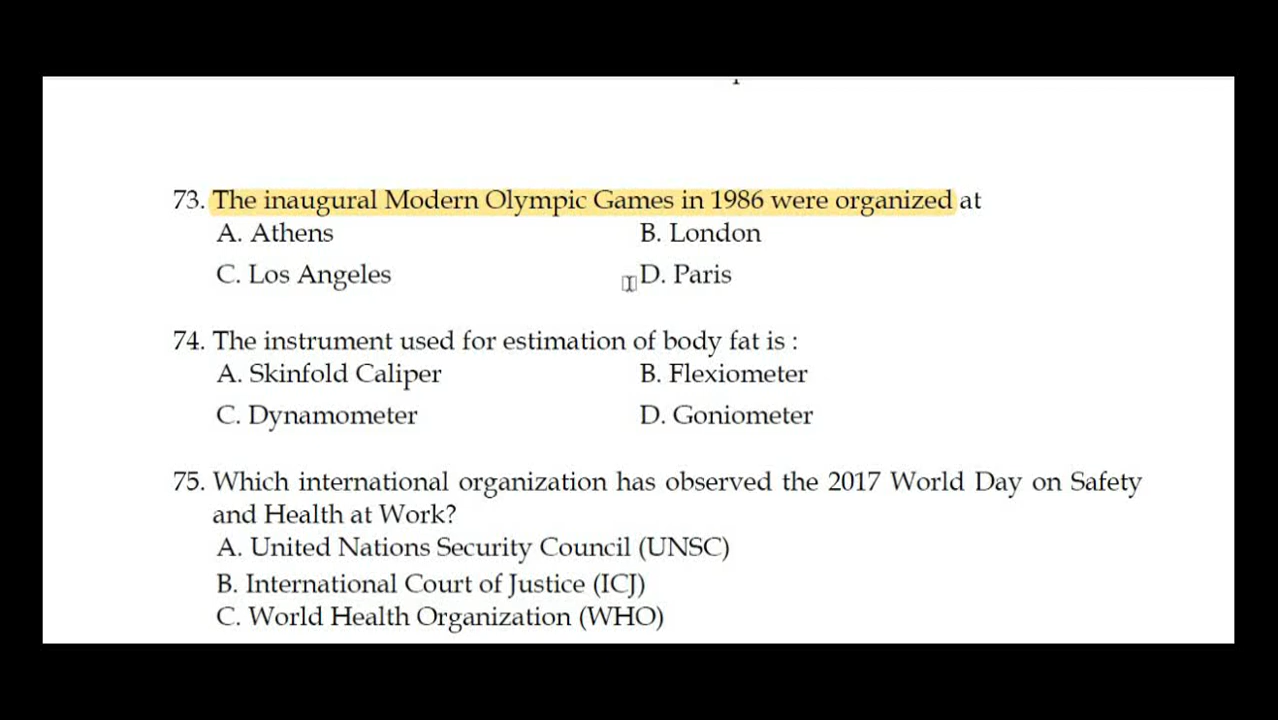 73. The inaugural Modern Olympic Games in 1986 were organized at
A. Athens B. London
C. Los Angeles D. Paris
74. The instrument used for estimation of body fat is :
A. Skinfold Caliper B. Flexiometer
C. Dynamometer D. Goniometer
75. Which international organization has observed the 2017 World Day on Safety
and Health at Work?
A. United Nations Security Council (UNSC)
B. International Court of Justice (ICJ)
C. World Health Organization (WHO)